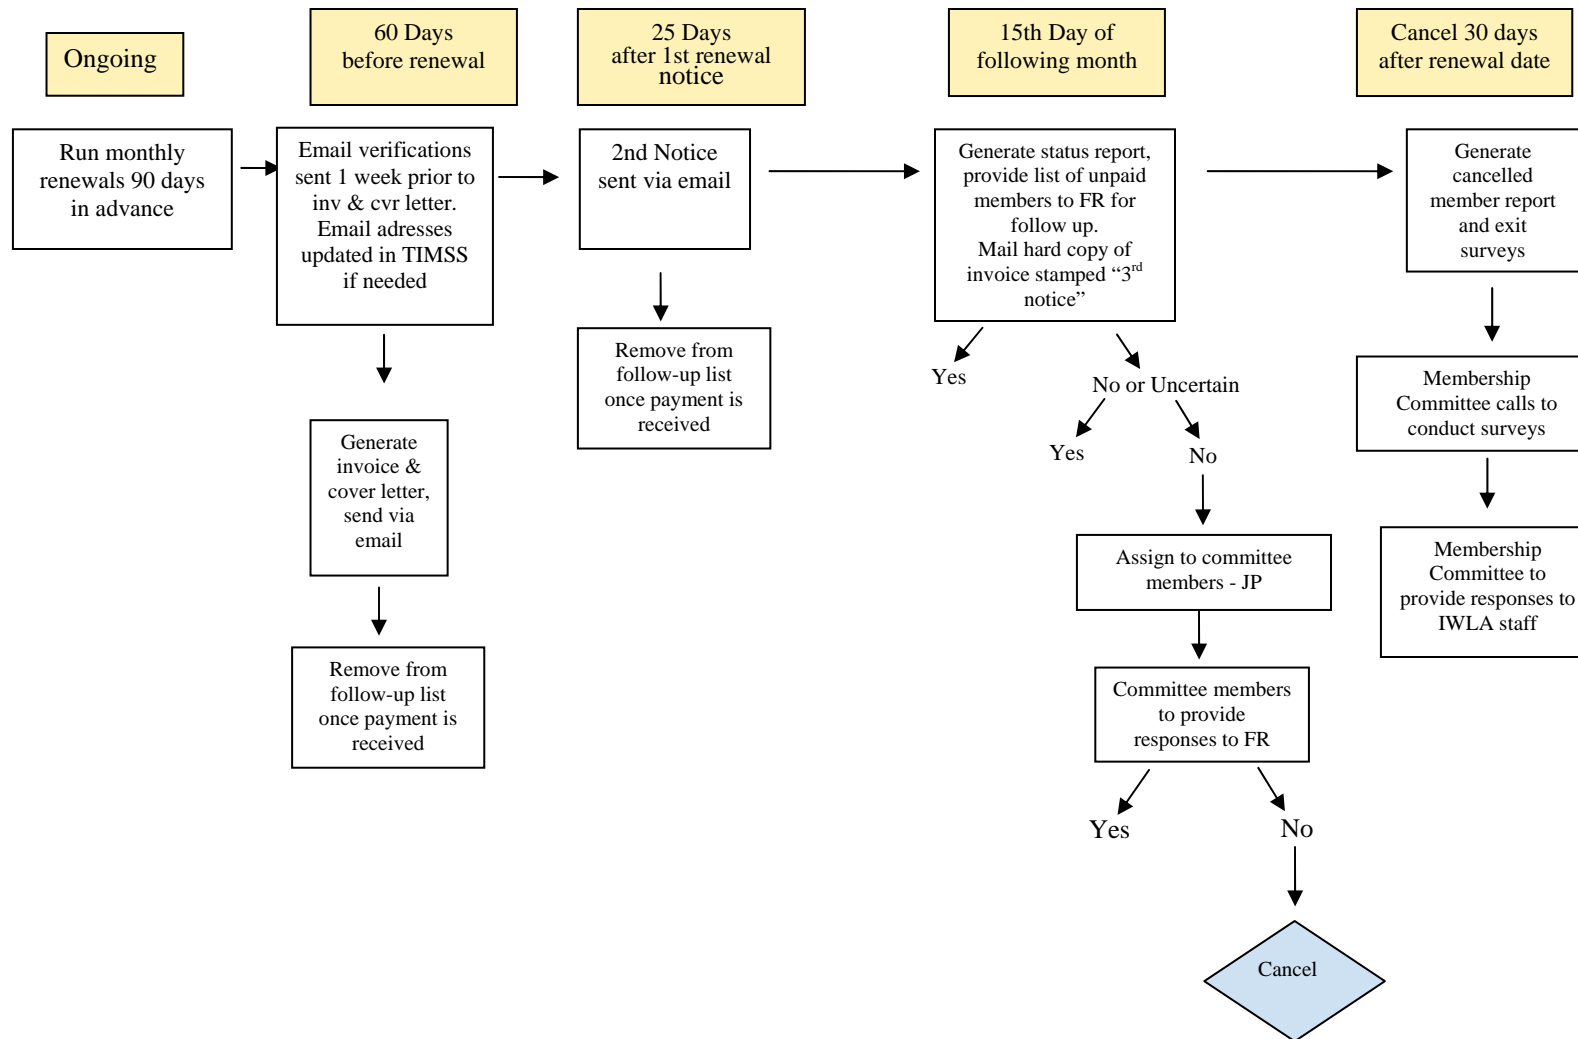 Ongoing
60 Days
before renewal
25 Days
after 1st renewal
notice
15th Day of
following month
Cancel 30 days
after renewal date
Run monthly
renewals 90 days
in advance
Email verifications
sent 1 week prior to
inv & cvr letter.
Email adresses
updated in TIMSS
if needed
Generate
invoice &
cover letter,
send via
email
Remove from
follow-up list
once payment is
received
2nd Notice
sent via email
Remove from
follow-up list
once payment is
received
Generate status report,
provide list of unpaid
members to FR for
follow up.
Mail hard copy of
invoice stamped “3rd
notice”
Yes
No or Uncertain
Yes
No
Assign to committee
members - JP
Committee members
to provide
responses to FR
Yes
No
Cancel
Generate
cancelled
member report
and exit
surveys
Membership
Committee calls to
conduct surveys
Membership
Committee to
provide responses to
IWLA staff